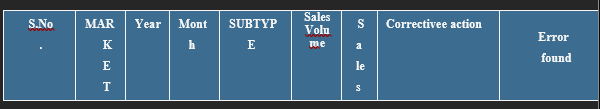 S.No
.
MAR
K
E
T
Year
Mont
h
SUBTYP
E
Sales
Volu
me
S
a
le
s
Correctivee action
Error
found